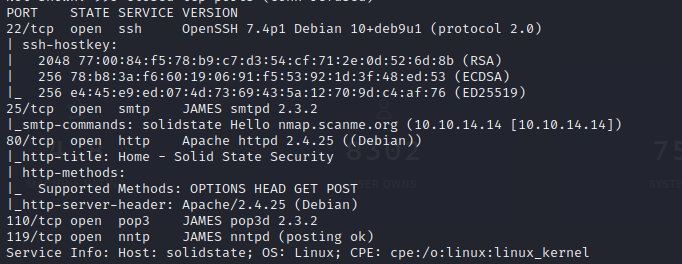 PORT STATE SERVICE VERSION
22/tcp open ssh OpenSSH 7.4p1 Debian 10+deb9u1 (protocol 2.0)
| ssh-hostkey:
| 2048 77:00:84:f5:78:b9:c7:d3:54:cf:71:2e:0d:52:6d:8b (RSA)
| 256 78:b8:3a:f6:60:19:06:91:f5:53:92:1d:3f:48:ed:53 (ECDSA)
|_ 256 e4:45:e9:ed:07:4d:73:69:43:5a:12:70:9d:c4:af:76 (ED25519)
25/tcp open smtp JAMES smtpd 2.3.2
|_smtp-commands: solidstate Hello nmap.scanme.org (10.10.14.14 [10.10.14.14])
80/tcp open http Apache httpd 2.4.25 ((Debian))
|_http-title: Home - Solid State Security
| http-methods:
|_ Supported Methods: OPTIONS HEAD GET POST
|_http-server-header: Apache/2.4.25 (Debian)
110/tcp open pop3 JAMES pop3d 2.3.2
119/tcp open nntp JAMES nntpd (posting ok)
Service Info: Host: solidstate; OS: Linux; CPE: cpe:/o:linux:linux_kernel